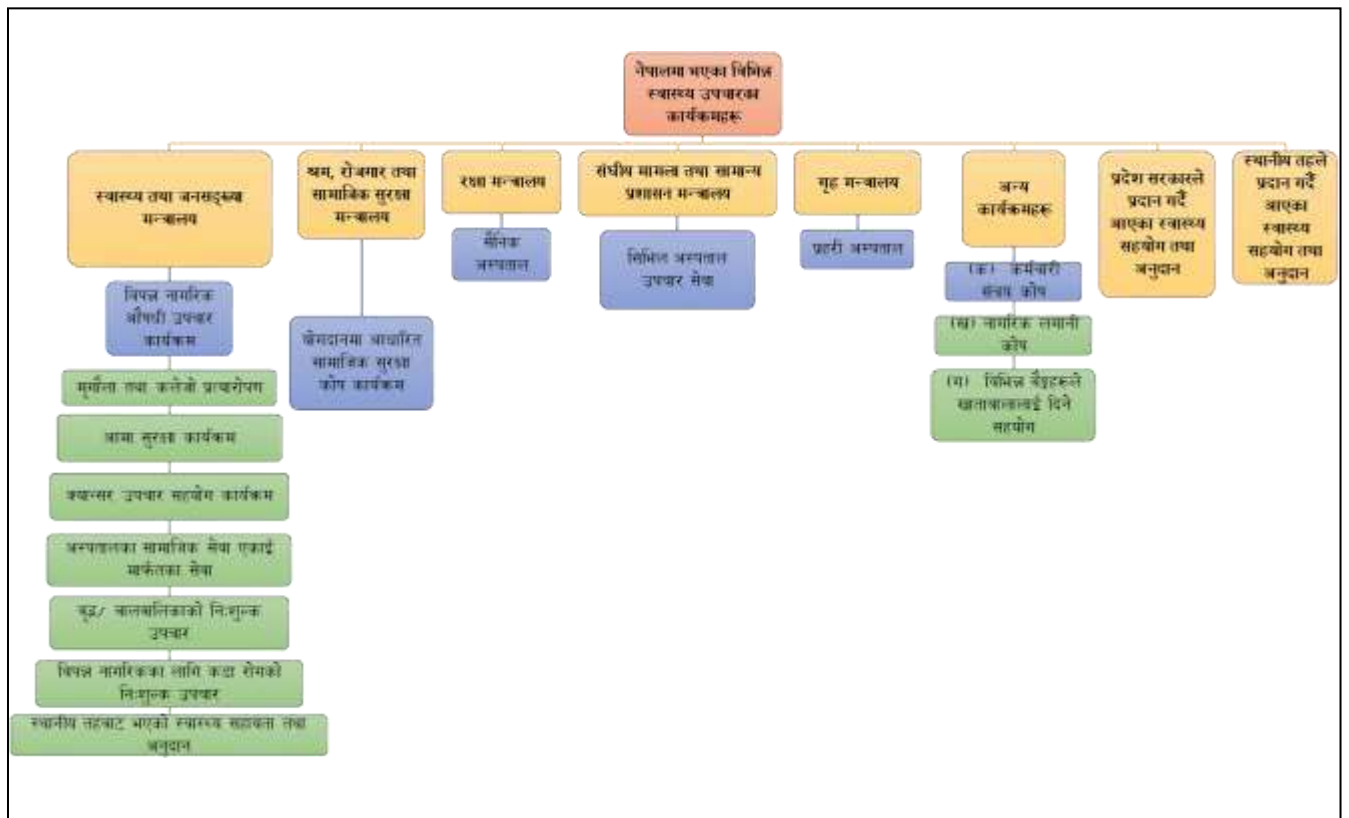 नेपालमा भएका विभिन्न
स्वास्थ्य उपचारका
कार्यक्रमहरू
स्वास्थ्य तथा जनसङ्ख्या
मन्त्रालय
विपन्न नागरिक
औषधी उपचार
कार्यक्रम
मृगौला तथा कलेजो प्रत्यारोपण
आमा सुरक्षा कार्यक्रम
क्यान्सर उपचार सहयोग कार्यक्रम
अस्पतालका सामाजिक सेवा एकाई
मार्फतका सेवा
वृद्ध/ बालबालिकाको निःशुल्क
उपचार
विपन्न नागरिकका लागि कडा रोगको
निःशुल्क उपचार
स्थानीय तहबाट भएको स्वास्थ्य सहायता तथा
अनुदान
श्रम, रोजगार तथा
सामाजिक सुरक्षा
मन्त्रालय
योगदानमा आधारित
सामाजिक सुरक्षा
कोष कार्यक्रम
रक्षा मन्त्रालय
सैनिक
अस्पताल
संघीय मामला तथा सामान्य
प्रशासन मन्त्रालय
सिभिल अस्पताल
उपचार सेवा
गृह मन्त्रालय
प्रहरी अस्पताल
अन्य
कार्यक्रमहरू
(क) कर्मचारी
संचय कोष
(ख) नागरिक लगानी
कोष
(ग) विभिन्न बैङ्कहरूले
खातावालालाई दिने
सहयोग
प्रदेश सरकारले
प्रदान गर्दै
आएका स्वास्थ्य
सहयोग तथा
अनुदान
स्थानीय तहले
प्रदान गर्दै
आएका
स्वास्थ्य
सहयोग तथा
अनुदान